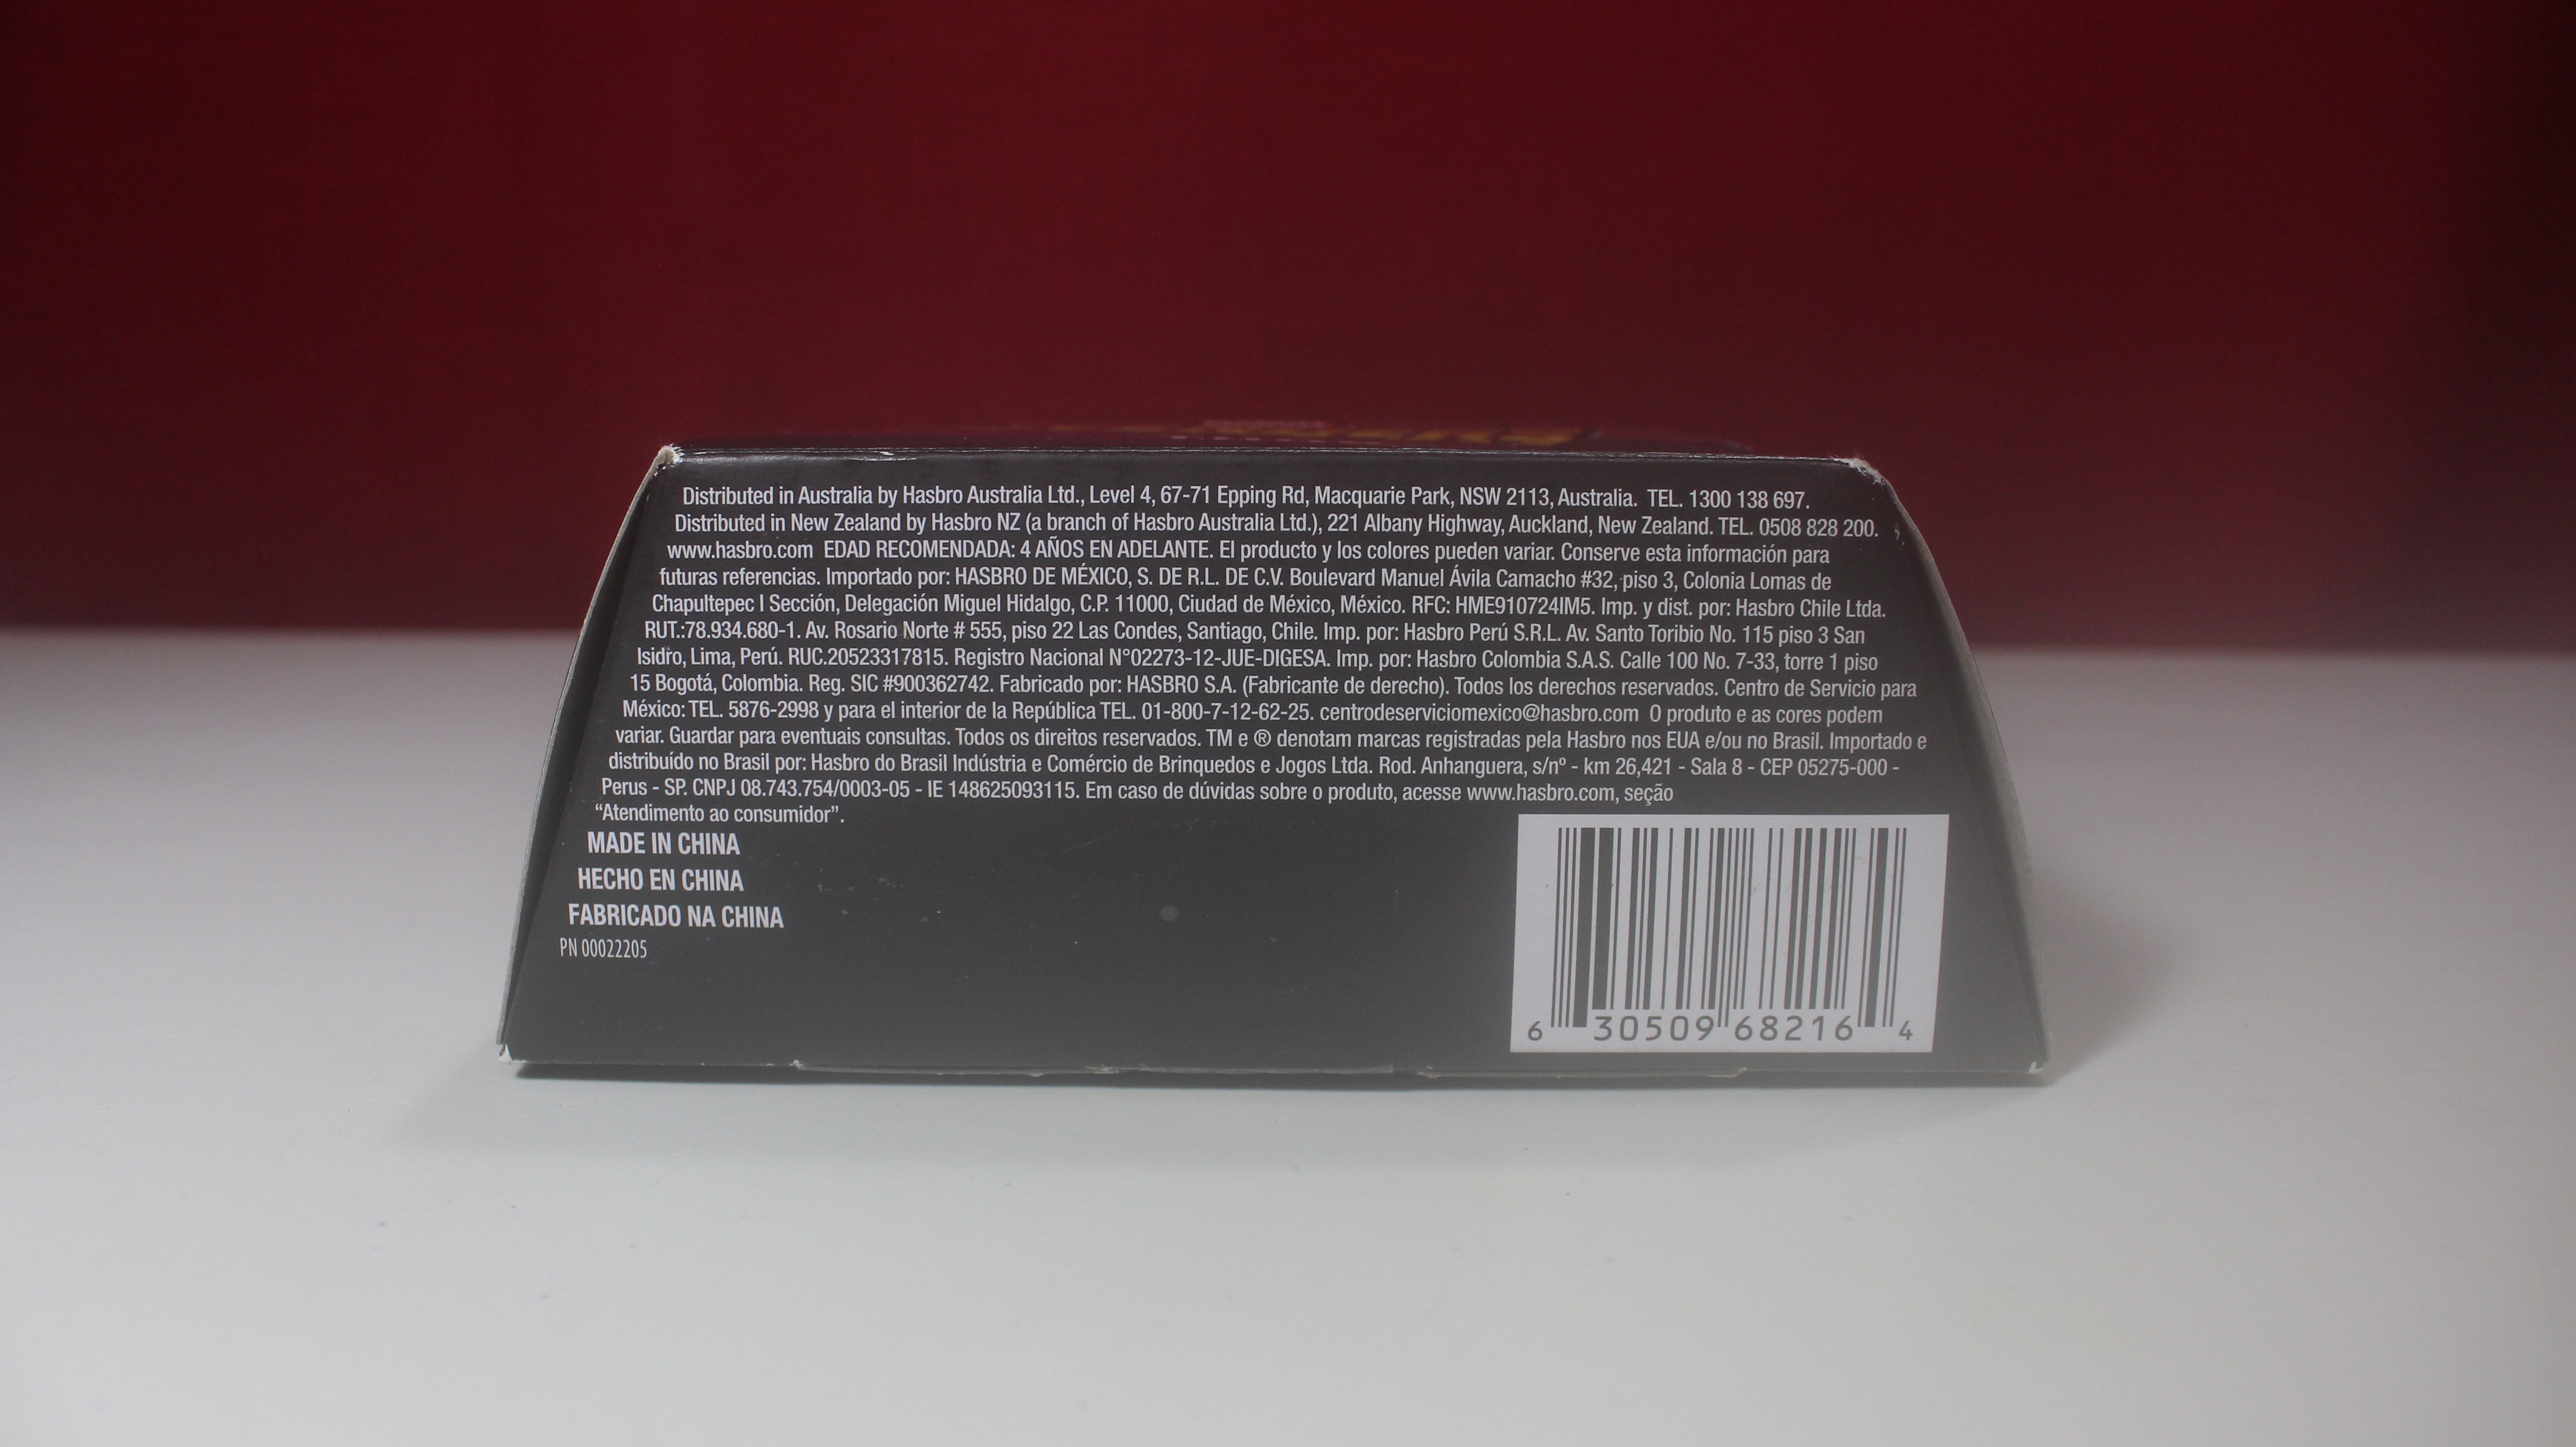 Distributed in Australia by Hasbro Australia Ltd., Level 4, 67-71 Epping Rd, Macquarie Park, NSW 2113, Australia. TEL. 1300 138 697.
Distributed in New Zealand by Hasbro NZ (a branch of Hasbro Australia Ltd.), 221 Albany Highway, Auckland, New Zealand. TEL. 0508 828 200.
www.hasbro.com EDAD RECOMENDADA: 4 AÑOS EN ADELANTE. El producto y los colores pueden variar. Conserve esta información para
futuras referencias. Importado por: HASBRO DE MÉXICO, S. DE R.L. DE C.V. Boulevard Manuel Ávila Camacho #32, piso 3, Colonia Lomas de
Chapultepec I Sección, Delegación Miguel Hidalgo, C.P. 11000, Ciudad de México, México. RFC: HME910724IM5. Imp. y dist. por: Hasbro Chile Ltda.
RUT.:78.934.680-1. Av. Rosario Norte # 555, piso 22 Las Condes, Santiago, Chile. Imp. por: Hasbro Perú S.R.L. Av. Santo Toribio No. 115 piso 3 San
Isidro, Lima, Perú. RUC.20523317815. Registro Nacional N°02273-12-JUE-DIGESA. Imp. por: Hasbro Colombia S.A.S. Calle 100 No. 7-33, torre 1 piso
15 Bogotá, Colombia. Reg. SIC #900362742. Fabricado por: HASBRO S.A. (Fabricante de derecho). Todos los derechos reservados. Centro de Servicio para
México: TEL. 5876-2998 y para el interior de la República TEL. 01-800-7-12-62-25. centrodeserviciomexico@hasbro.com O produto e as cores podem
variar. Guardar para eventuais consultas. Todos os direitos reservados. TM e ® denotam marcas registradas pela Hasbro nos EUA e/ou no Brasil. Importado e
distribuído no Brasil por: Hasbro do Brasil Indústria e Comércio de Brinquedos e Jogos Ltda. Rod. Anhanguera, s/nº - km 26,421 - Sala 8 - CEP 05275-000 -
Perus - SP. CNPJ 08.743.754/0003-05 - IE 148625093115. Em caso de dúvidas sobre o produto, acesse www.hasbro.com, seção
“Atendimento ao consumidor”.
MADE IN CHINA
HECHO EN CHINA
FABRICADO NA CHINA
PN 00022205
6 30509 68216 4